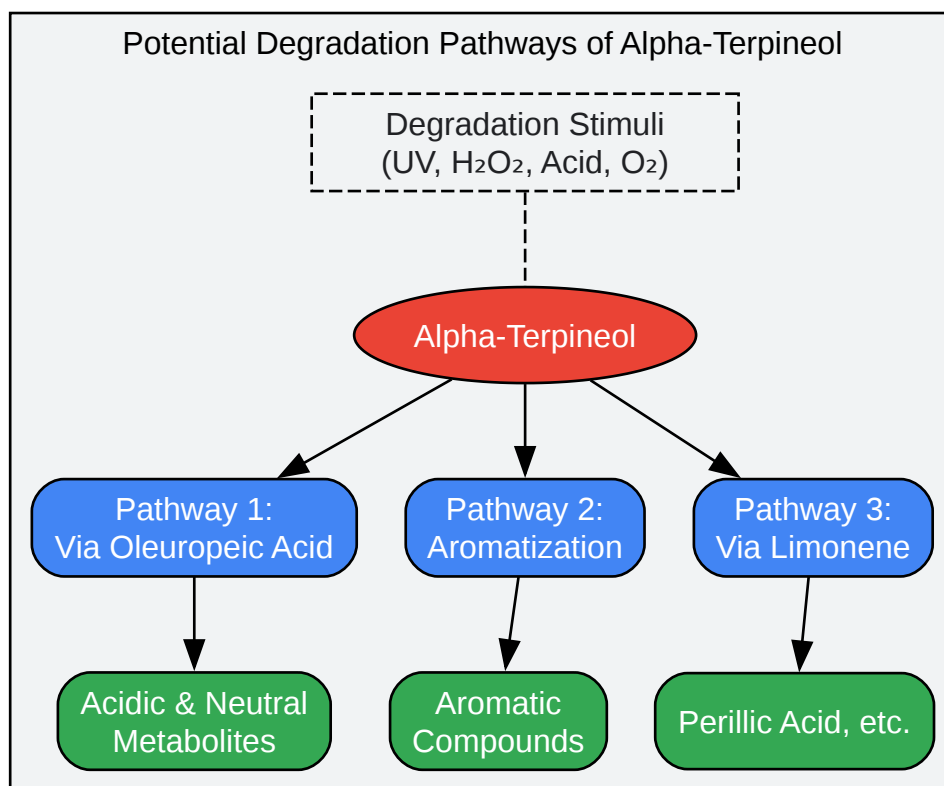 Potential Degradation Pathways of Alpha-Terpineol
Degradation Stimuli
(UV, H₂O₂, Acid, O₂)
Alpha-Terpineol
Pathway 1:
Via Oleuropeic Acid
Pathway 2:
Aromatization
Pathway 3:
Via Limonene
Acidic & Neutral
Metabolites
Aromatic
Compounds
Perillic Acid, etc.